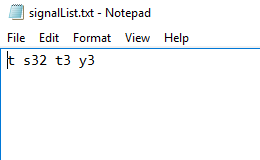 signalList.txt - Notepad
File Edit Format View Help
t s32 t3 y3